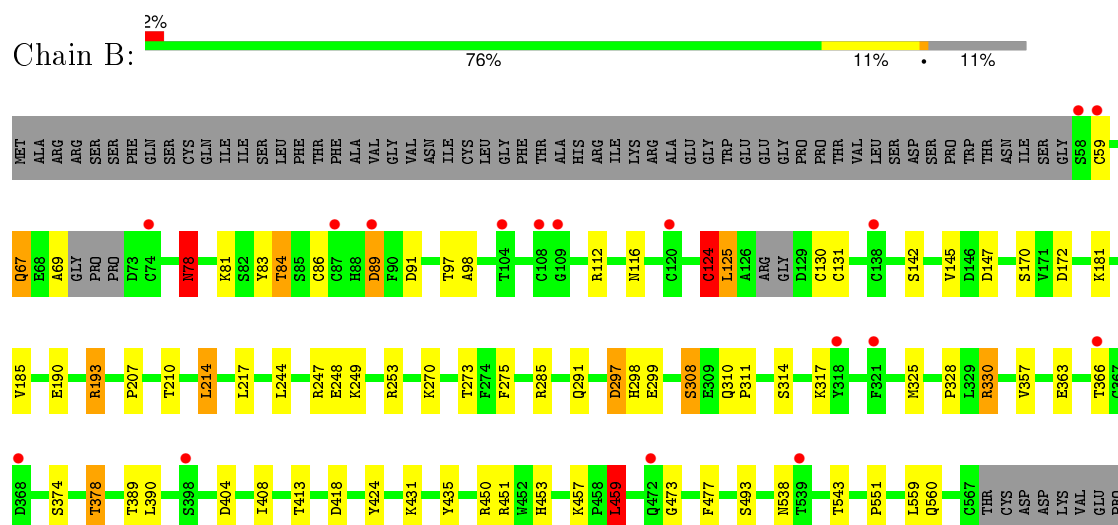 2%
Chain B:
76% 11% • 11%
MET ALA ARG ARG SER SER PHE GLN SER CYS GLN ILE ILE SER LEU PHE THR PHE ALA VAL GLY VAL ASN ILE CYS LEU GLY PHE THR ALA HIS ARG ILE LYS ARG ALA GLU GLY TRP GLU GLU GLY PRO PRO THR VAL LEU SER ASP SER PRO TRP THR ASN ILE SER GLY S58 C59
Q67 E68 A69 GLY PRO PRO D73 C74 N78 K81 S82 Y83 T84 S85 C86 C87 H88 D89 F90 D91 T97 A98 T104 C108 G109 R112 N116 C120 C124 L125 A126 ARG GLY D129 C130 C131 C138 S142 V145 D146 D147 S170 V171 D172 K181
V185 E190 R193 P207 T210 L214 L217 L244 R247 E248 K249 R253 K270 T273 F274 F275 R285 Q291 D297 H298 E299 S308 E309 Q310 P311 S314 K317 Y318 F321 M325 P328 L329 R330 V357 E363 T366
D368 S374 T378 T389 L390 S398 D404 I408 T413 D418 Y424 K431 Y435 R450 R451 W452 H453 K457 P458 L459 Q472 G473 F477 S493 N538 T539 T543 P551 L559 Q560 C567 THR CYS ASP ASP LYS VAL GLU